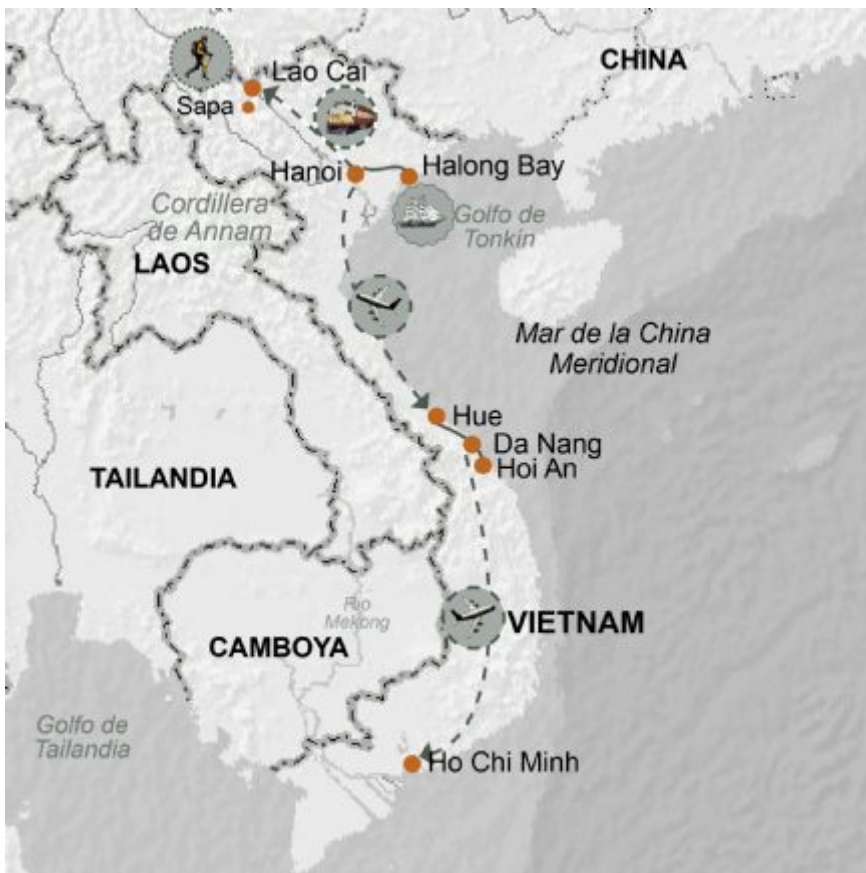 CHINA
Lao Cai
Sapa
Hanoi
Halong Bay
Cordillera
de Annam
Golfo de
Tonkín
LAOS
Mar de la China
Meridional
Hue
Da Nang
Hoi An
TAILANDIA
Rio
Mekong
VIETNAM
CAMBOYA
Golfo de
Tailandia
Ho Chi Minh